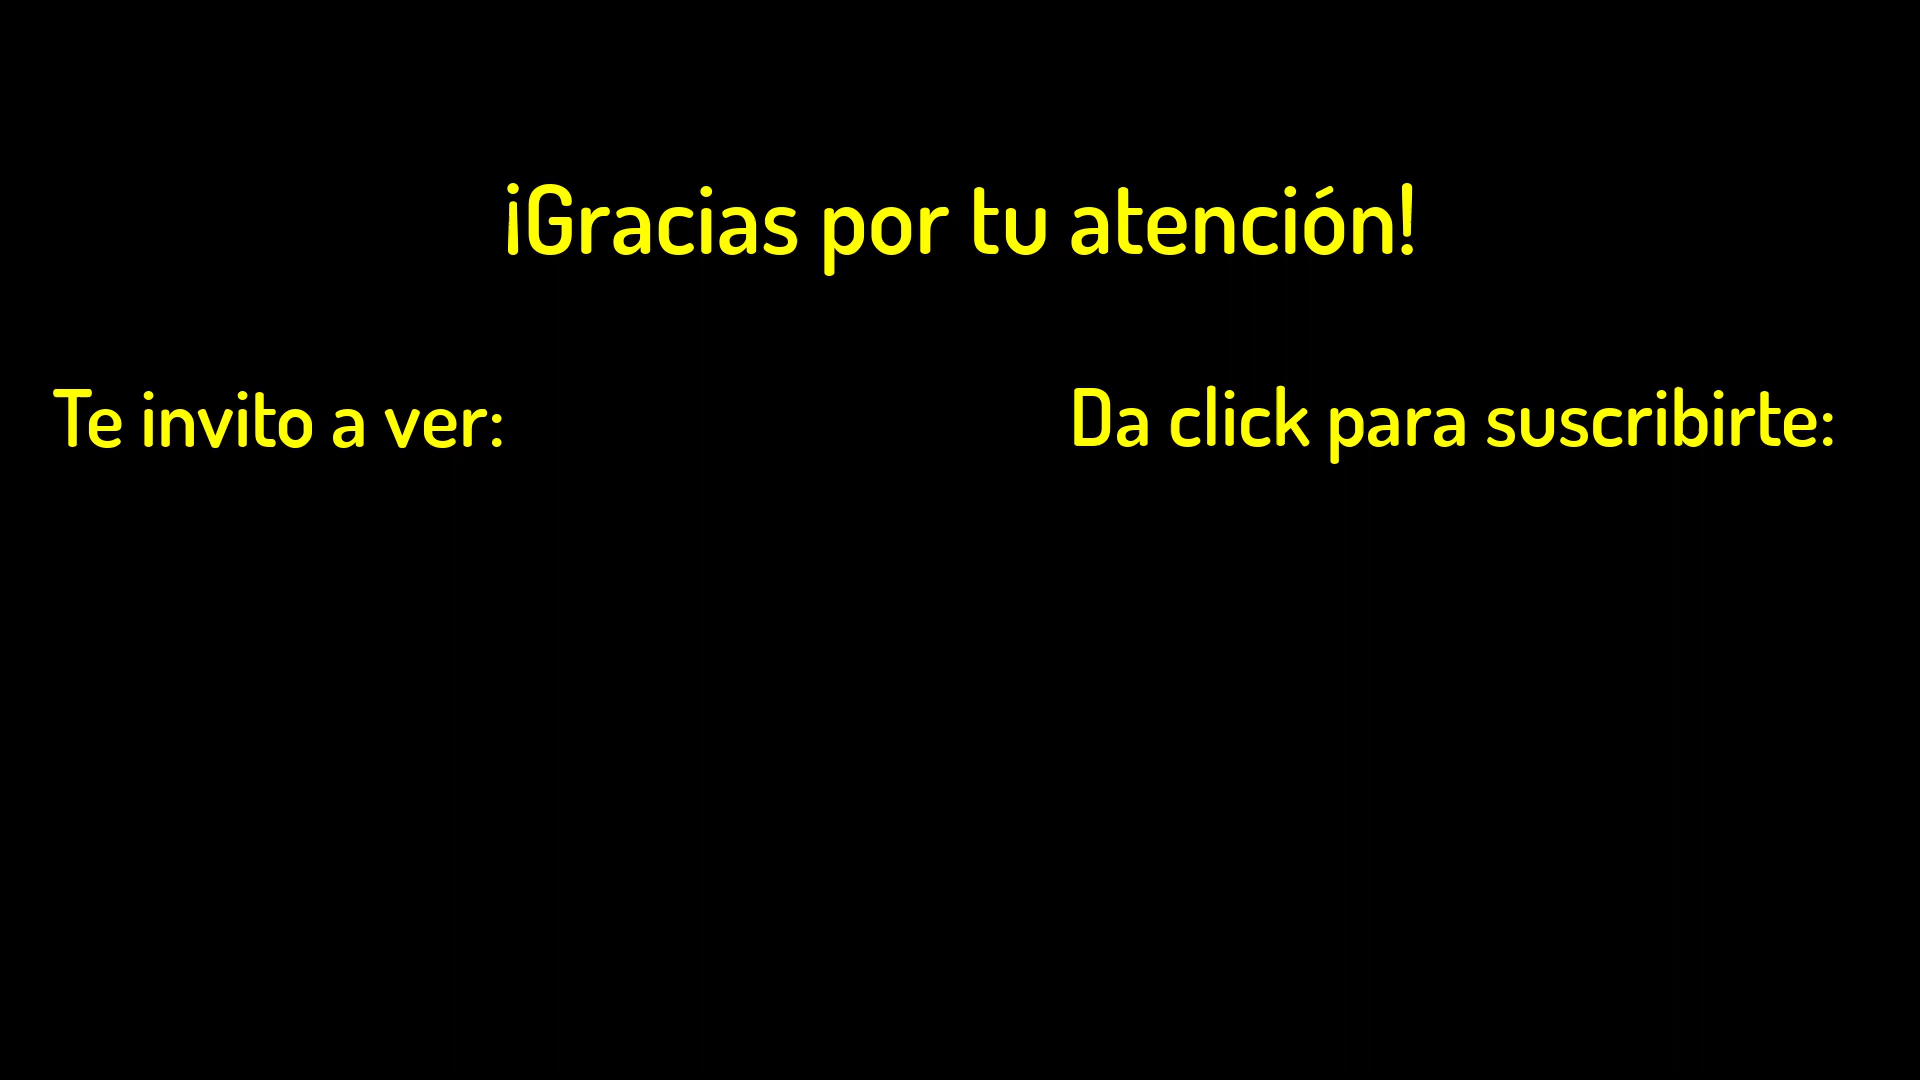 ¡Gracias por tu atención!
Te invito a ver:
Da click para suscribirte: